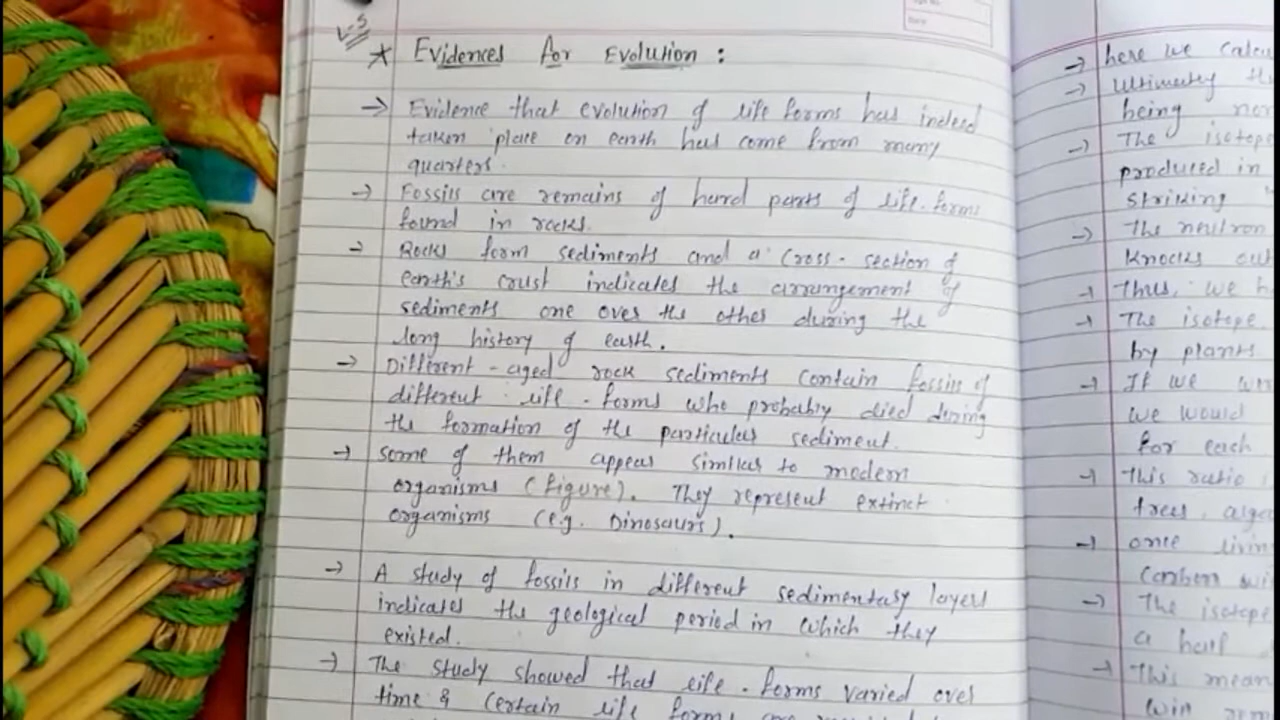 L-5
* Evidences for Evolution :
→ Evidence that evolution of life forms has indeed
taken place on earth has come from many
quarters.
→ Fossils are remains of hard parts of life-forms
found in rocks.
→ Rocks form sediments and a cross-section of
earth's crust indicates the arrangement of
sediments one over the other during the
long history of earth.
→ Different-aged rock sediments contain fossils of
different life-forms who probably died during
the formation of the particular sediment.
→ some of them appear similar to modern
organisms (figure). They represent extinct
organisms (e.g. Dinosaurs).
→ A study of fossils in different sedimentary layers
indicates the geological period in which they
existed.
→ The study showed that life-forms varied over
time & certain life forms are
→ here we
→ Ultimately
being
→ The isotope
produced in
striking
→ The neutron
Knocks out
→ Thus, we
→ The isotope
by plants
→ If we
we would
for each
→ This ratio
trees,
→ once
Carbon
→ The isotope
a half
→ This